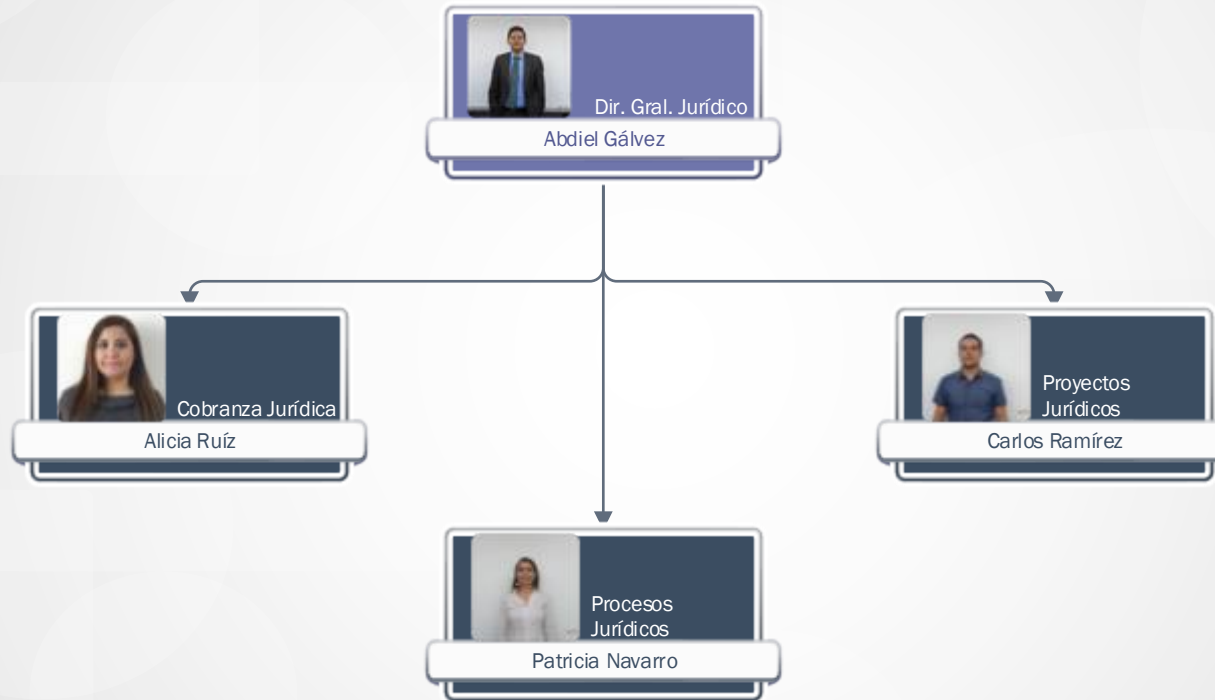 Dir. Gral. Jurídico
Abdiel Gálvez
Cobranza Jurídica
Alicia Ruíz
Proyectos
Jurídicos
Carlos Ramírez
Procesos
Jurídicos
Patricia Navarro